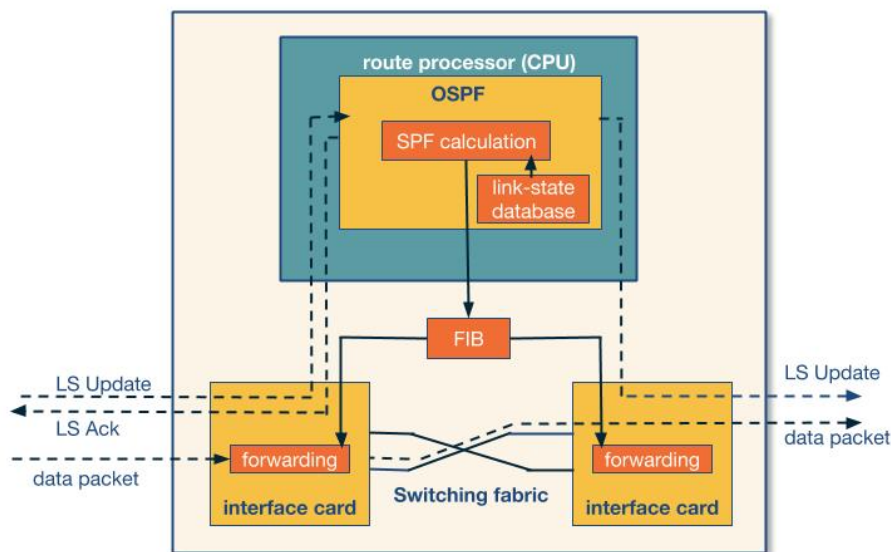 route processor (CPU)
OSPF
SPF calculation
link-state
database
FIB
LS Update
LS Ack
data packet
forwarding
interface card
Switching fabric
forwarding
interface card
LS Update
data packet